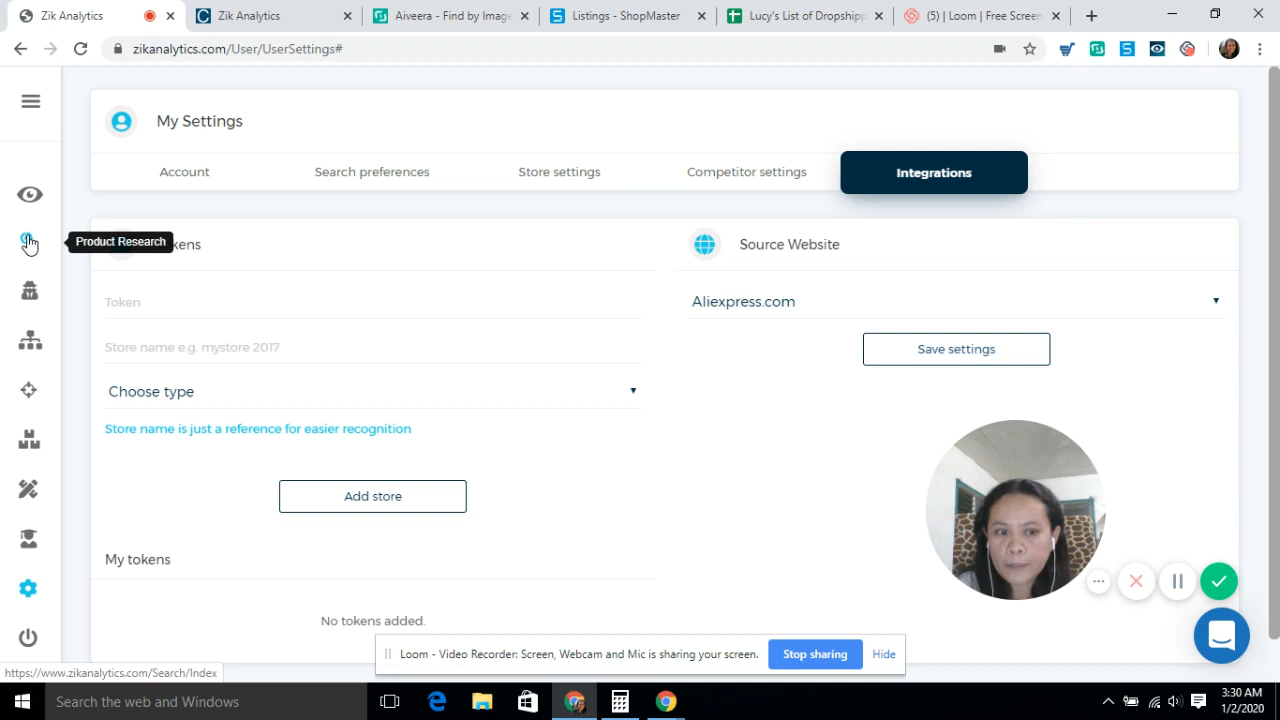 Zik Analytics
Zik Analytics
Aiveera - Find by Image
Listings - ShopMaster
Lucy's List of Dropshipp
(5) | Loom | Free Screen
zikanalytics.com/User/UserSettings#
My Settings
Account
Search preferences
Store settings
Competitor settings
Integrations
Product Research
kens
Source Website
Token
Aliexpress.com
Store name e.g. mystore 2017
Save settings
Choose type
Store name is just a reference for easier recognition
Add store
My tokens
No tokens added.
Loom - Video Recorder: Screen, Webcam and Mic is sharing your screen.
Stop sharing
Hide
https://www.zikanalytics.com/Search/Index
Search the web and Windows
3:30 AM
1/2/2020